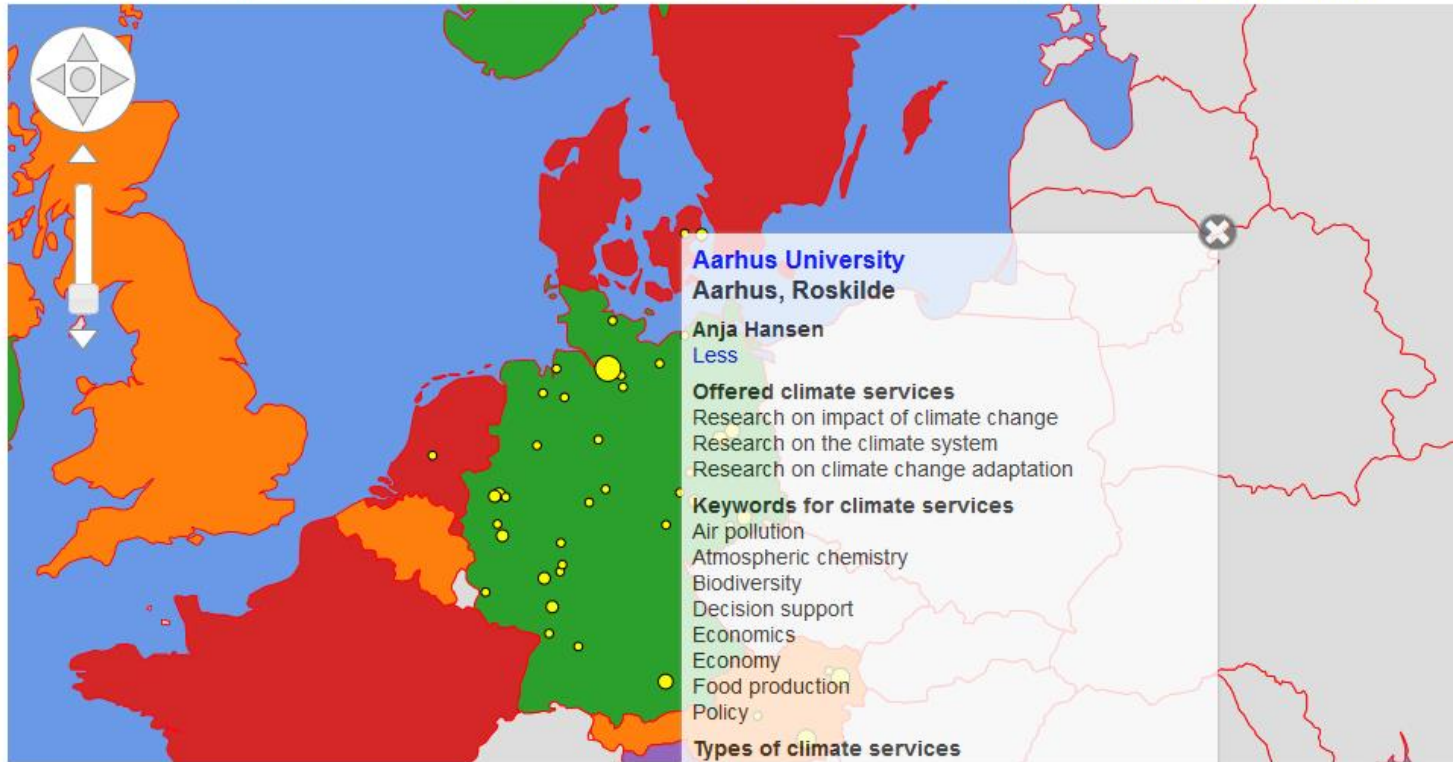 Aarhus University
Aarhus, Roskilde
Anja Hansen
Less
Offered climate services
Research on impact of climate change
Research on the climate system
Research on climate change adaptation
Keywords for climate services
Air pollution
Atmospheric chemistry
Biodiversity
Decision support
Economics
Economy
Food production
Policy
Types of climate services